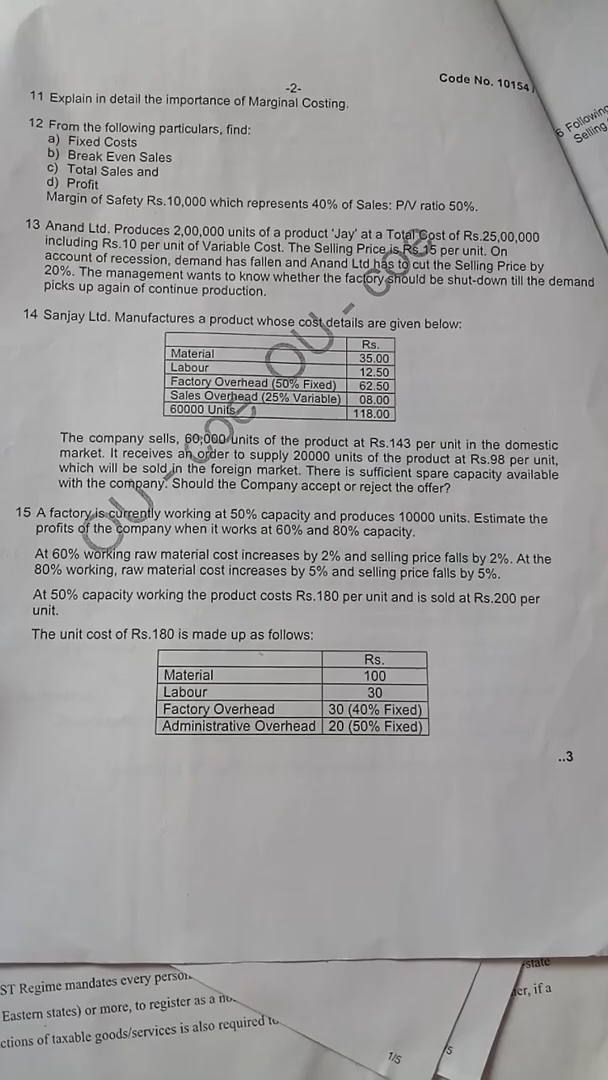 -2-
Code No. 10154
11 Explain in detail the importance of Marginal Costing.
12 From the following particulars, find:
a) Fixed Costs
b) Break Even Sales
c) Total Sales and
d) Profit
Margin of Safety Rs.10,000 which represents 40% of Sales: P/V ratio 50%.
13 Anand Ltd. Produces 2,00,000 units of a product 'Jay' at a Total Cost of Rs.25,00,000
including Rs.10 per unit of Variable Cost. The Selling Price is Rs.15 per unit. On
account of recession, demand has fallen and Anand Ltd has to cut the Selling Price by
20%. The management wants to know whether the factory should be shut-down till the demand
picks up again of continue production.
14 Sanjay Ltd. Manufactures a product whose cost details are given below:
Rs.
Material 35.00
Labour 12.50
Factory Overhead (50% Fixed) 62.50
Sales Overhead (25% Variable) 08.00
60000 Units 118.00
The company sells, 60,000 units of the product at Rs.143 per unit in the domestic
market. It receives an order to supply 20000 units of the product at Rs.98 per unit,
which will be sold in the foreign market. There is sufficient spare capacity available
with the company. Should the Company accept or reject the offer?
15 A factory is currently working at 50% capacity and produces 10000 units. Estimate the
profits of the company when it works at 60% and 80% capacity.
At 60% working raw material cost increases by 2% and selling price falls by 2%. At the
80% working, raw material cost increases by 5% and selling price falls by 5%.
At 50% capacity working the product costs Rs.180 per unit and is sold at Rs.200 per
unit.
The unit cost of Rs.180 is made up as follows:
Rs.
Material 100
Labour 30
Factory Overhead 30 (40% Fixed)
Administrative Overhead 20 (50% Fixed)
..3
OU - coe OU - coe
6 Following
Selling
ST Regime mandates every person
Eastern states) or more, to register as a
ctions of taxable goods/services is also required to
1/5
5
state
er, if a